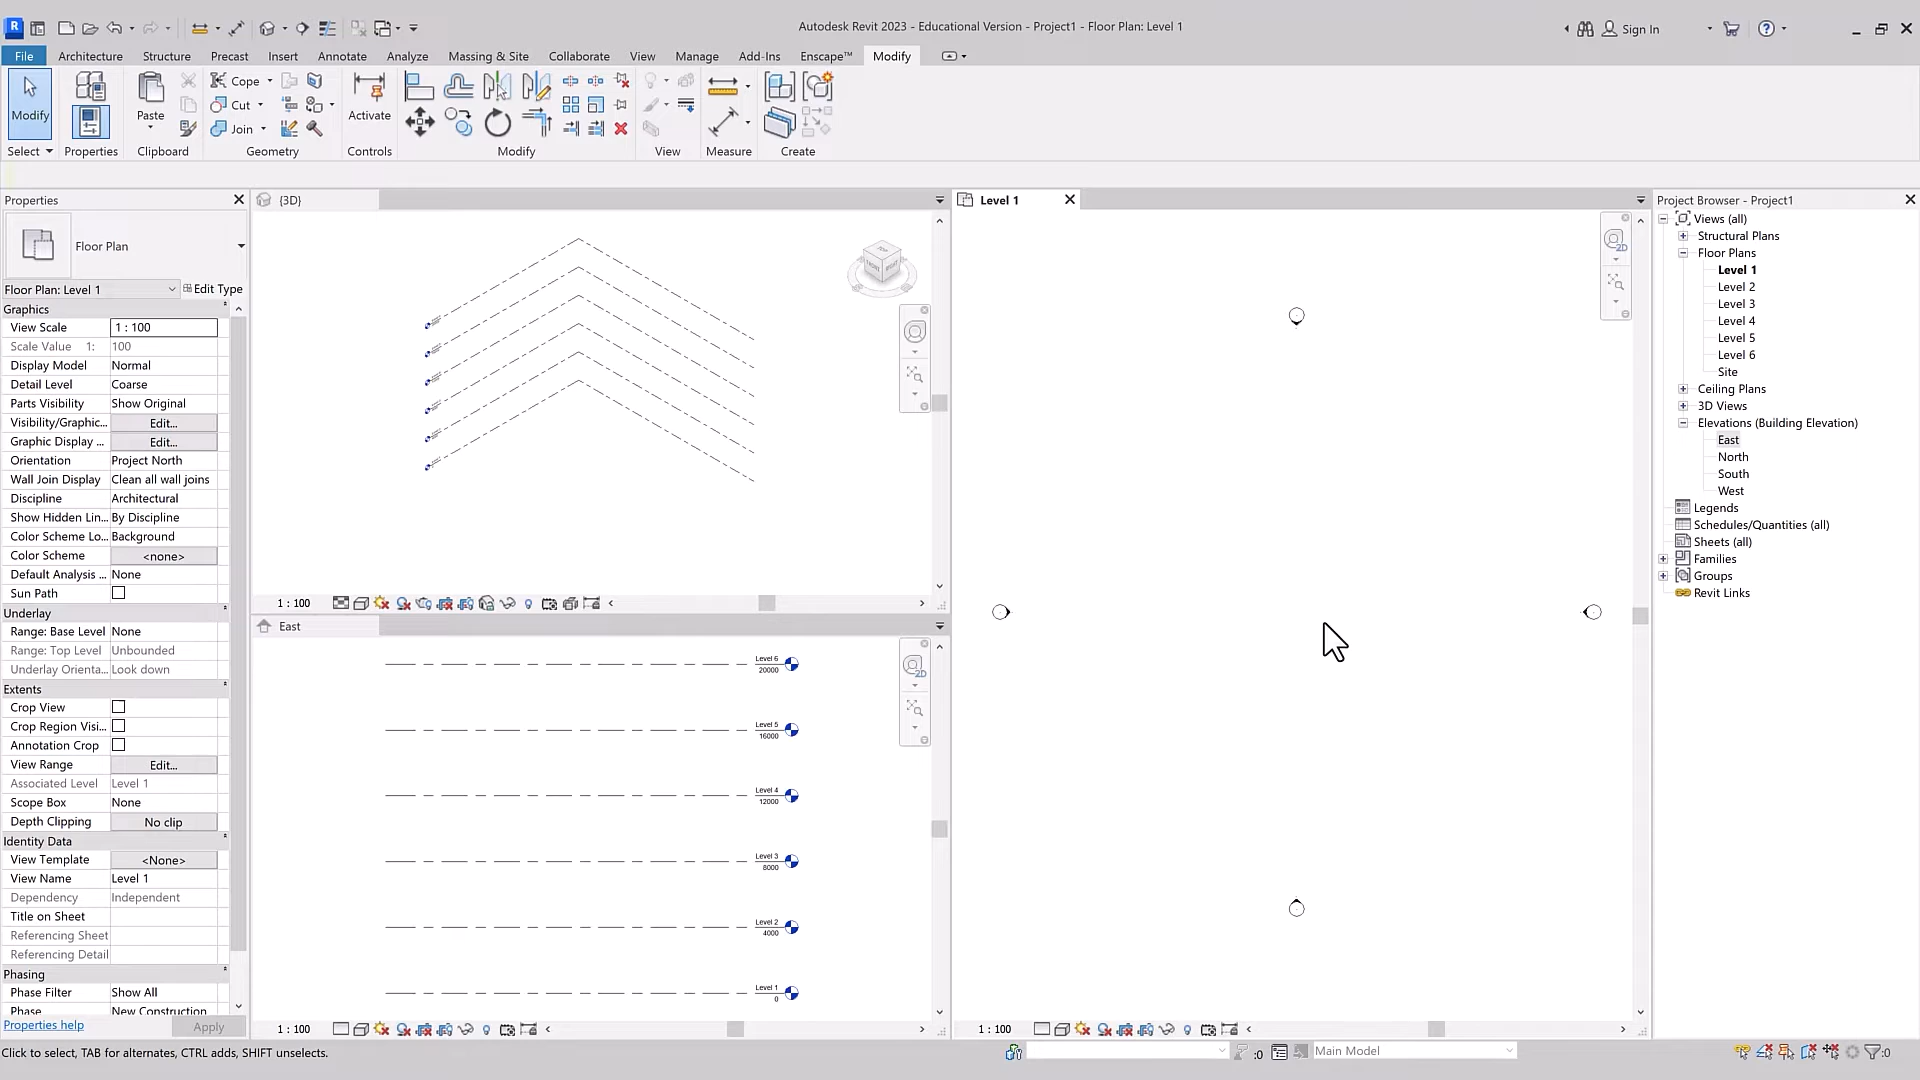 Autodesk Revit 2023 - Educational Version - Project1 - Floor Plan: Level 1
Sign In
File Architecture Structure Precast Insert Annotate Analyze Massing & Site Collaborate View Manage Add-Ins Enscape™ Modify
Modify
Paste
Cope
Cut
Join
Activate
Select Properties Clipboard Geometry Controls Modify View Measure Create
Properties
Floor Plan
Floor Plan: Level 1
Edit Type
Graphics
View Scale 1 : 100
Scale Value 1: 100
Display Model Normal
Detail Level Coarse
Parts Visibility Show Original
Visibility/Graphic... Edit...
Graphic Display ... Edit...
Orientation Project North
Wall Join Display Clean all wall joins
Discipline Architectural
Show Hidden Lin... By Discipline
Color Scheme Lo... Background
Color Scheme <none>
Default Analysis ... None
Sun Path
Underlay
Range: Base Level None
Range: Top Level Unbounded
Underlay Orienta... Look down
Extents
Crop View
Crop Region Visi...
Annotation Crop
View Range Edit...
Associated Level Level 1
Scope Box None
Depth Clipping No clip
Identity Data
View Template <None>
View Name Level 1
Dependency Independent
Title on Sheet
Referencing Sheet
Referencing Detail
Phasing
Phase Filter Show All
Phase New Construction
Properties help
Apply
{3D}
TOP
FRONT
RIGHT
1 : 100
East
2D
Level 6
20000
Level 5
16000
Level 4
12000
Level 3
8000
Level 2
4000
Level 1
0
1 : 100
Level 1
2D
1 : 100
Project Browser - Project1
Views (all)
Structural Plans
Floor Plans
Level 1
Level 2
Level 3
Level 4
Level 5
Level 6
Site
Ceiling Plans
3D Views
Elevations (Building Elevation)
East
North
South
West
Legends
Schedules/Quantities (all)
Sheets (all)
Families
Groups
Revit Links
Click to select, TAB for alternates, CTRL adds, SHIFT unselects.
:0
Main Model
:0